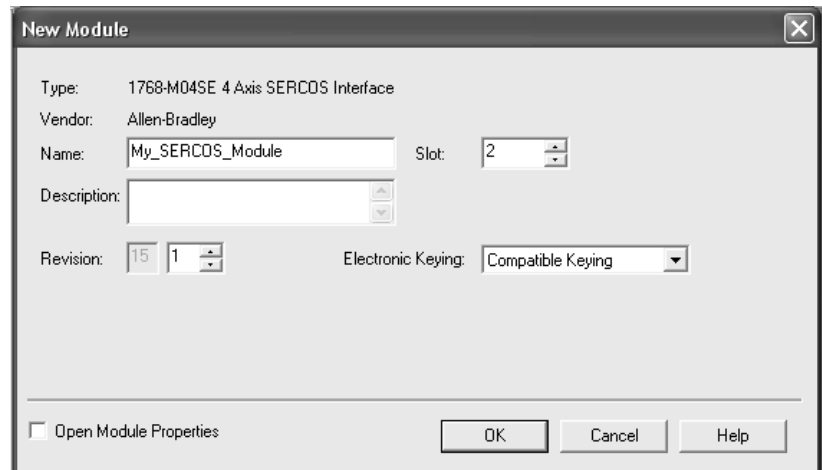 New Module
Type: 1768-M04SE 4 Axis SERCOS Interface
Vendor: Allen-Bradley
Name: My_SERCOS_Module Slot: 2
Description:
Revision: 15 1 Electronic Keying: Compatible Keying
Open Module Properties OK Cancel Help